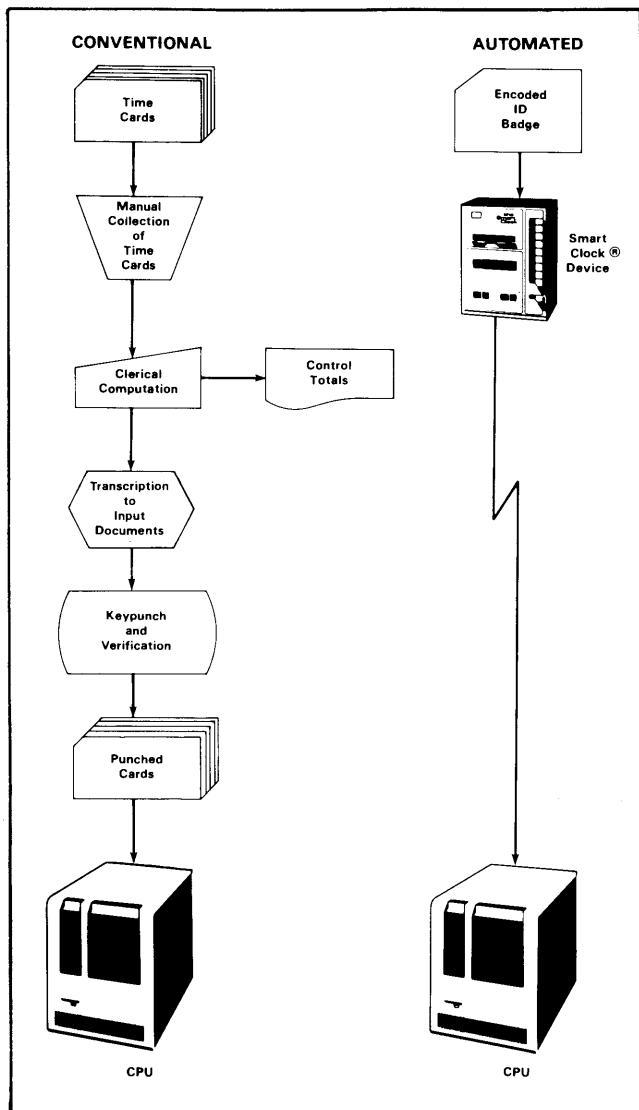 CONVENTIONAL
Time
Cards
Manual
Collection
of
Time
Cards
Clerical
Computation
Control
Totals
Transcription
to
Input
Documents
Keypunch
and
Verification
Punched
Cards
CPU
AUTOMATED
Encoded
ID
Badge
Smart
Clock ®
Device
CPU